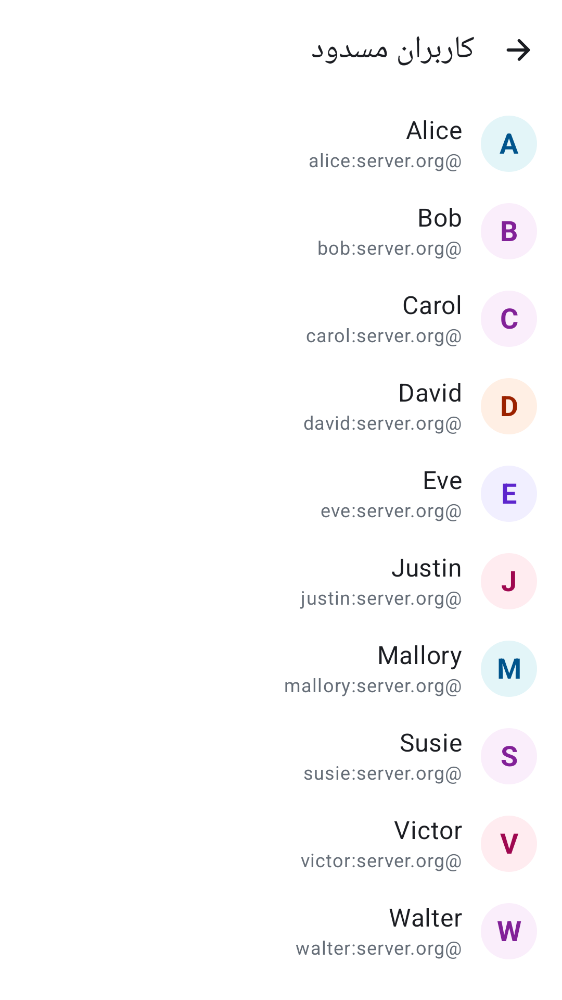 کاربران مسدود
A
Alice
alice:server.org@
B
Bob
bob:server.org@
C
Carol
carol:server.org@
D
David
david:server.org@
E
Eve
eve:server.org@
J
Justin
justin:server.org@
M
Mallory
mallory:server.org@
S
Susie
susie:server.org@
V
Victor
victor:server.org@
W
Walter
walter:server.org@